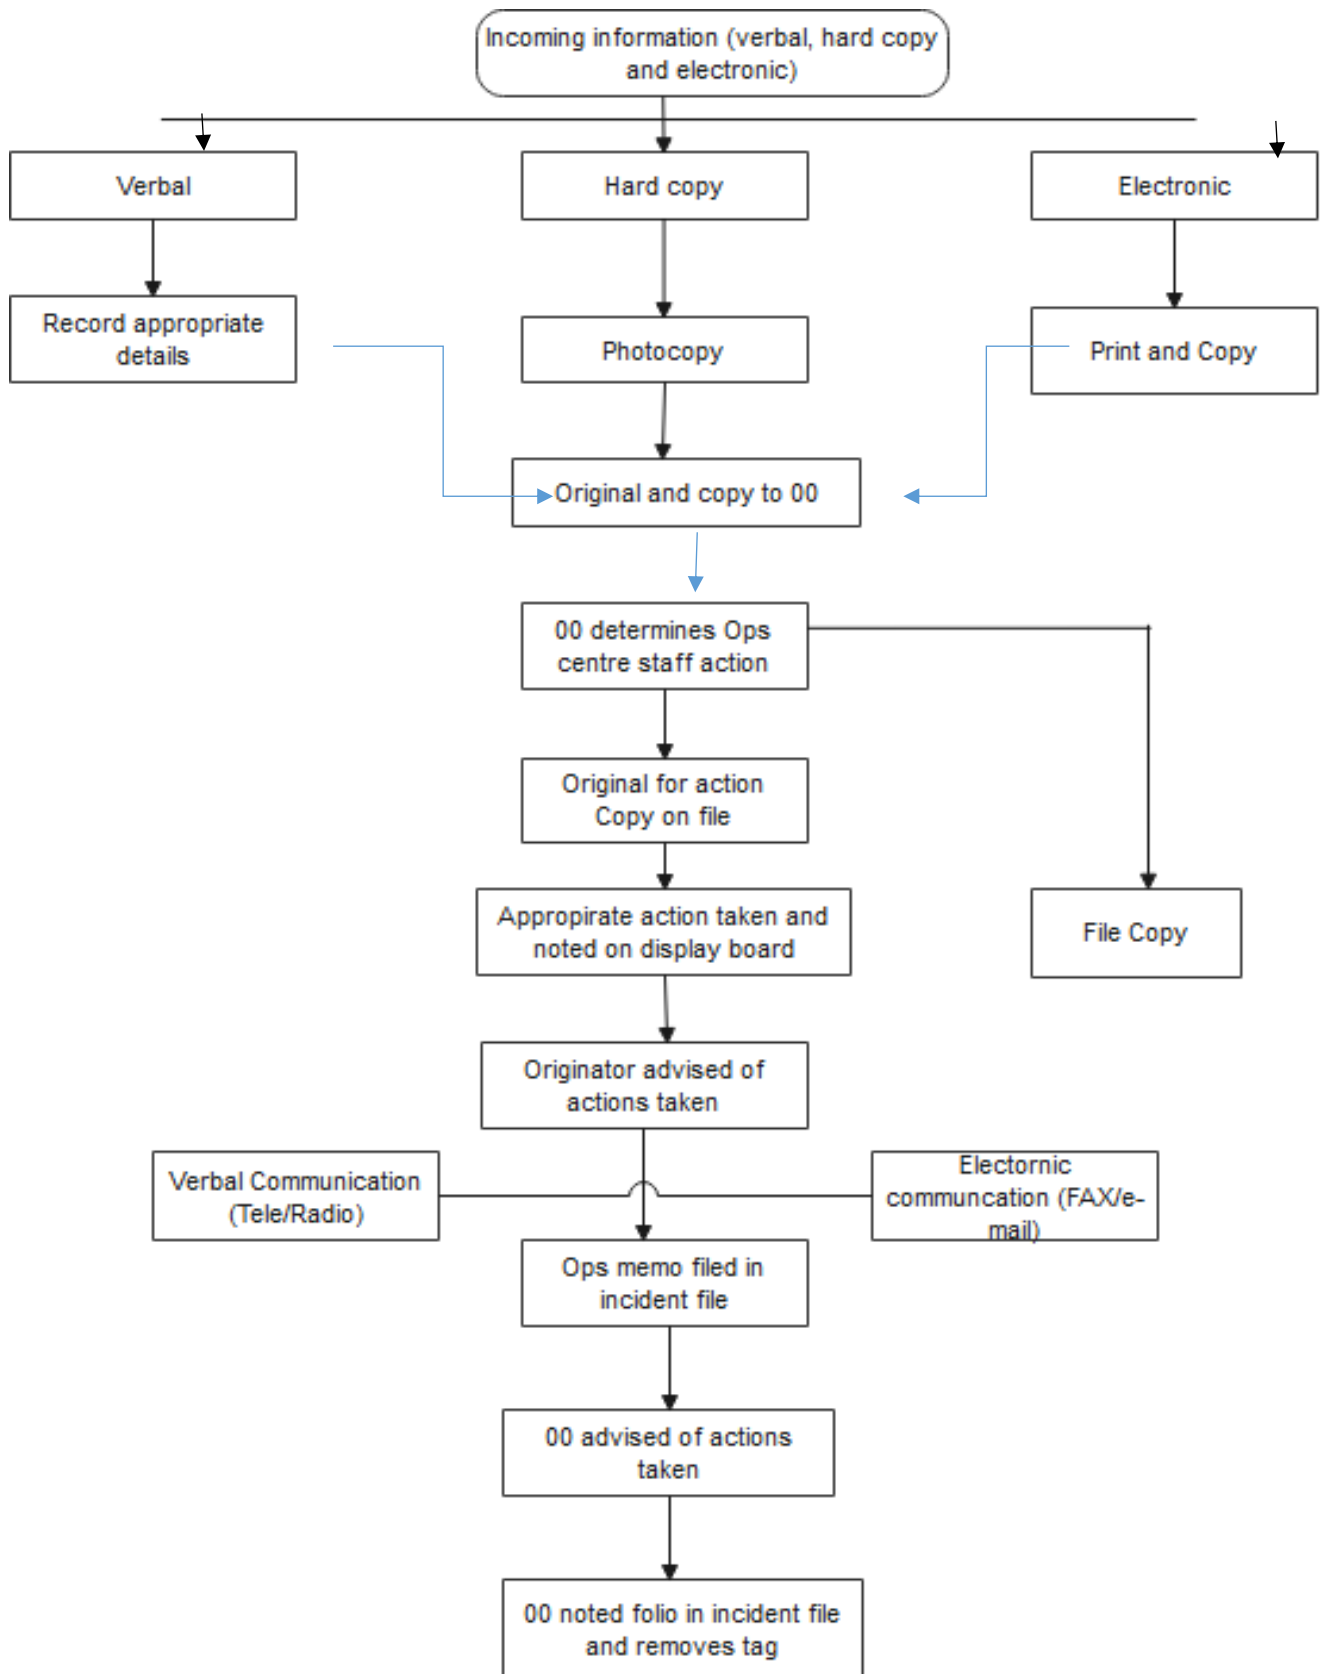 Incoming information (verbal, hard copy
and electronic)
Verbal
Hard copy
Electronic
Record appropriate
details
Photocopy
Print and Copy
Original and copy to 00
00 determines Ops
centre staff action
Original for action
Copy on file
Appropirate action taken and
noted on display board
File Copy
Originator advised of
actions taken
Verbal Communication
(Tele/Radio)
Electornic
communcation (FAX/e-
mail)
Ops memo filed in
incident file
00 advised of actions
taken
00 noted folio in incident file
and removes tag